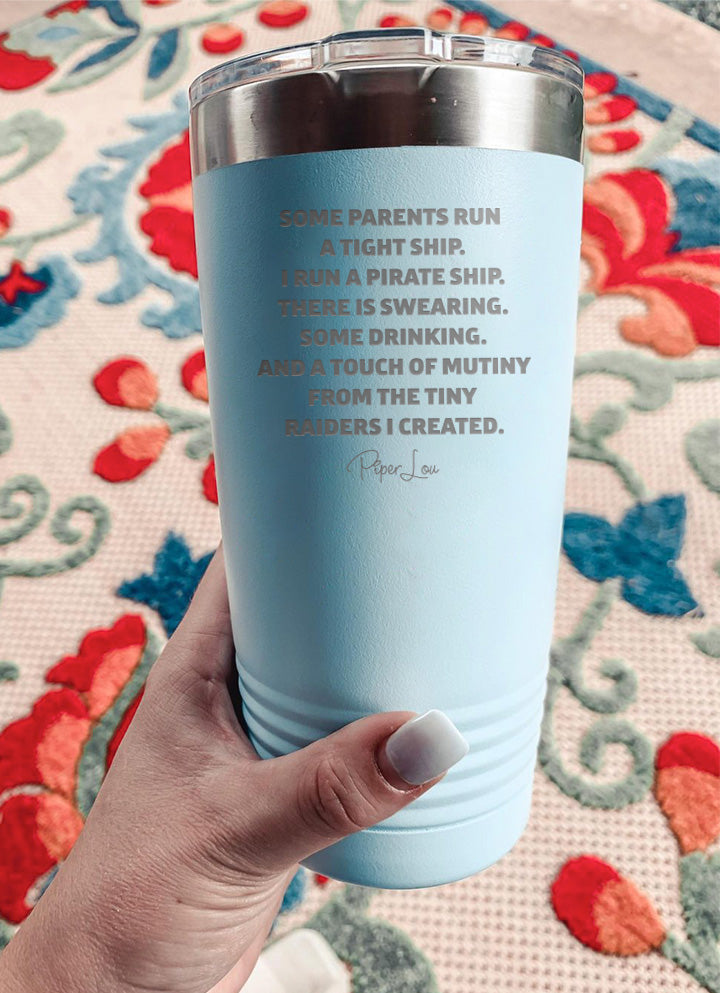 SOME PARENTS RUN
A TIGHT SHIP.
I RUN A PIRATE SHIP.
THERE IS SWEARING.
SOME DRINKING.
AND A TOUCH OF MUTINY
FROM THE TINY
RAIDERS I CREATED.
Piper Lou